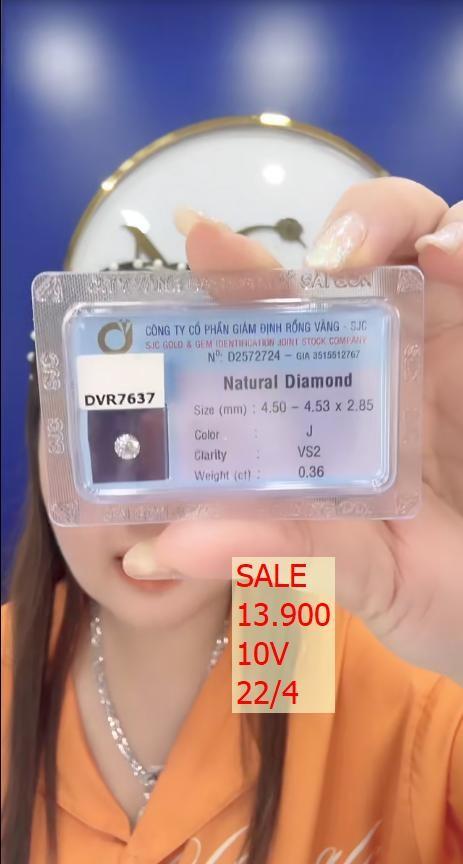 SÀI GÒN
CÔNG TY CỔ PHẦN GIÁM ĐỊNH RỒNG VÀNG - SJC
SJC GOLD & GEM IDENTIFICATION JOINT STOCK COMPANY
Nº: D2572724 - GIA 3515512767
Natural Diamond
DVR7637
Size (mm) : 4.50 - 4.53 x 2.85
Color : J
Clarity : VS2
Weight (ct) : 0.36
SALE
13.900
10V
22/4